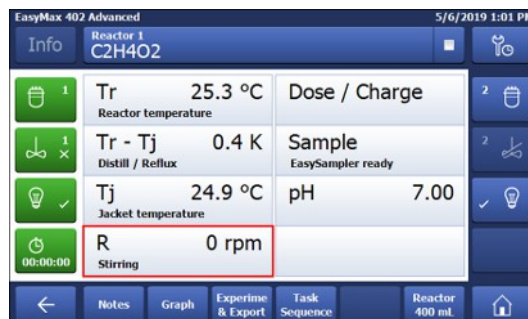 EasyMax 402 Advanced
5/6/2019 1:01 PM
Info
Reactor 1
C2H4O2
1
Tr 25.3 °C
Reactor temperature
Dose / Charge
2
1
Tr - Tj 0.4 K
Distill / Reflux
Sample
EasySampler ready
2
Tj 24.9 °C
Jacket temperature
pH 7.00
00:00:00
R 0 rpm
Stirring
Notes
Graph
Experime
& Export
Task
Sequence
Reactor
400 mL